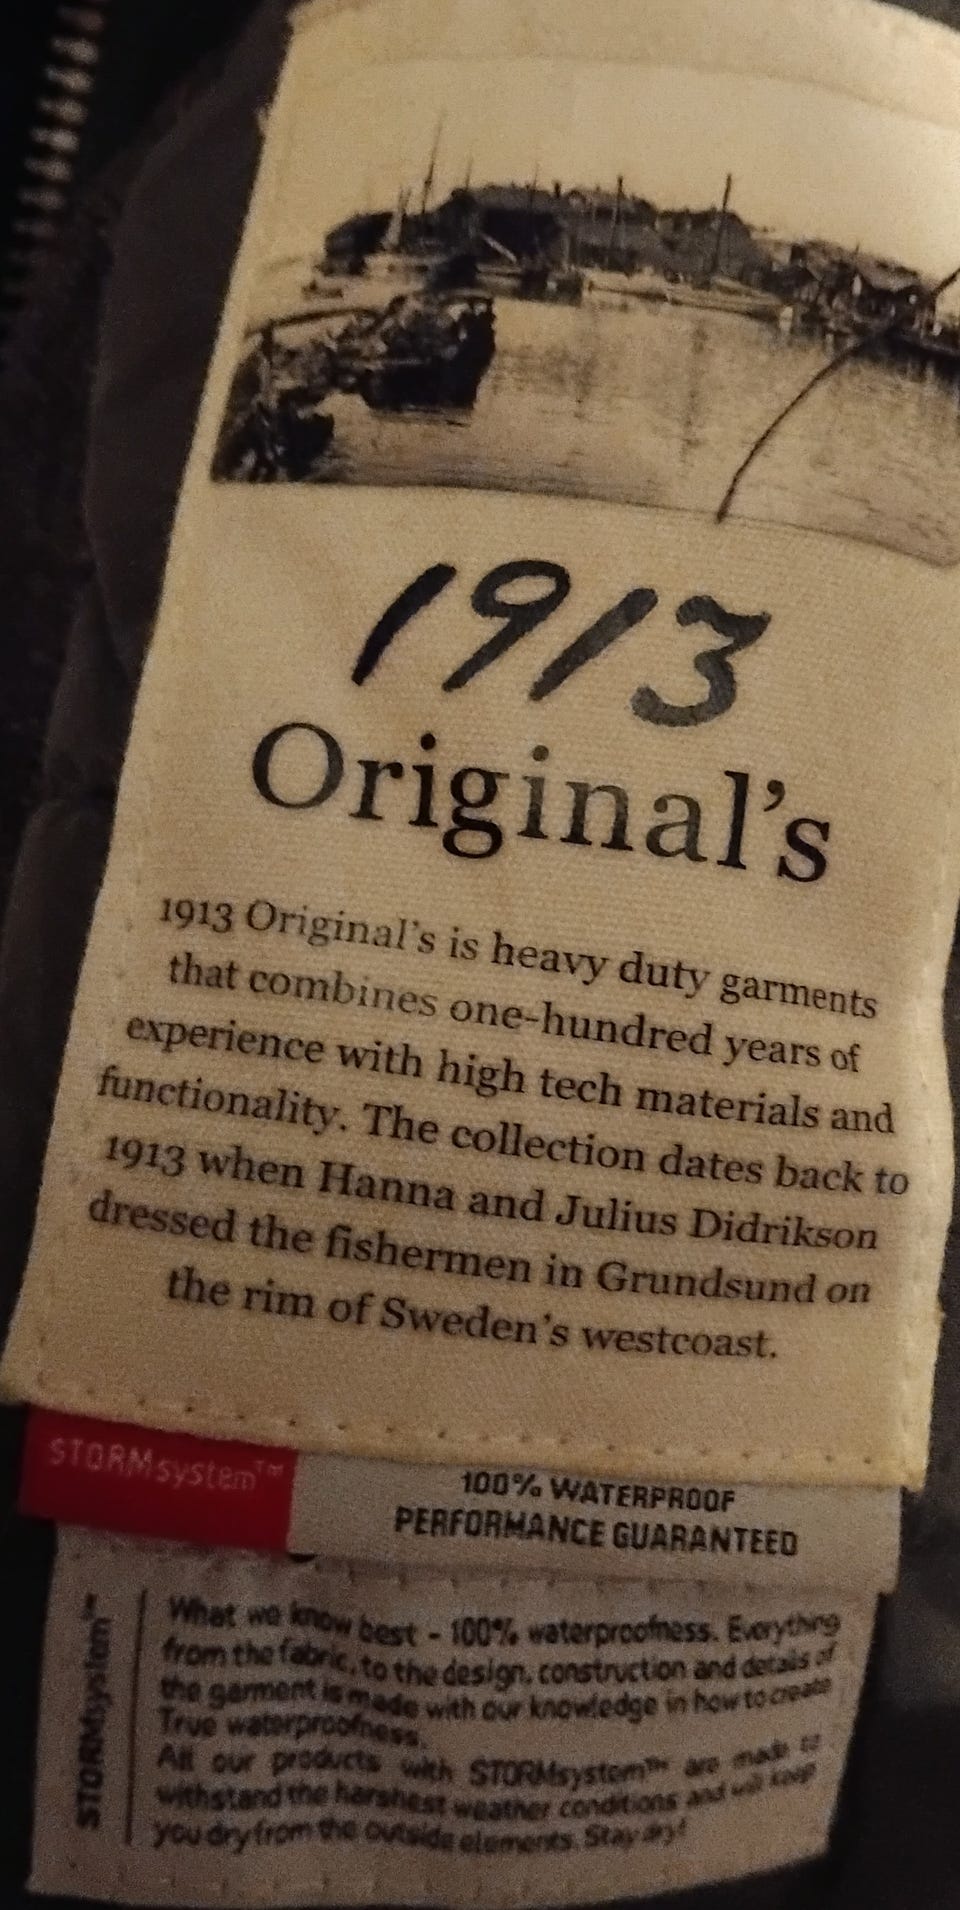 1913
Original's
1913 Original's is heavy duty garments
that combines one-hundred years of
experience with high tech materials and
functionality. The collection dates back to
1913 when Hanna and Julius Didrikson
dressed the fishermen in Grundsund on
the rim of Sweden's westcoast.
STORMsystem™
100% WATERPROOF
PERFORMANCE GUARANTEED
STORMsystem™
What we know best - 100% waterproofness. Everything
from the fabric, to the design, construction and details of
the garment is made with our knowledge in how to create
True waterproofness.
All our products with STORMsystem™ are made to
withstand the harshest weather conditions and will keep
you dry from the outside elements. Stay dry!